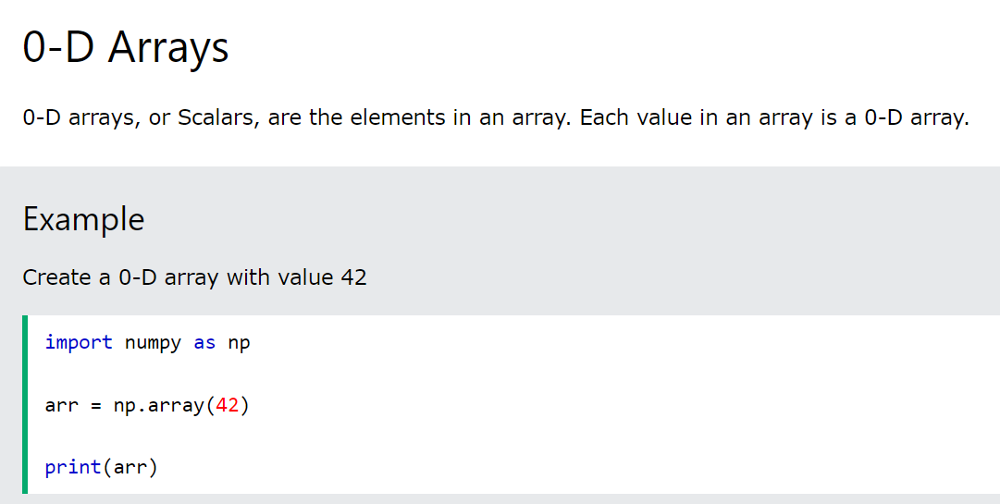 0-D Arrays
0-D arrays, or Scalars, are the elements in an array. Each value in an array is a 0-D array.
Example
Create a 0-D array with value 42
import numpy as np
arr = np.array(42)
print(arr)